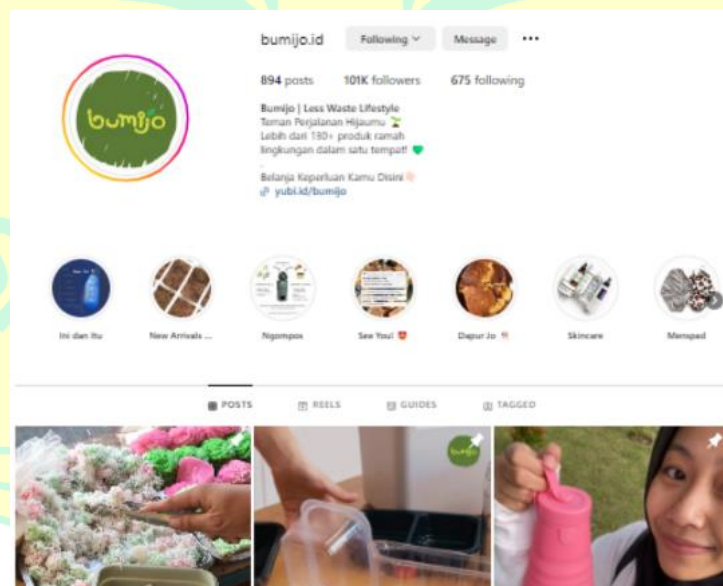 bumijo.id Following Message
894 posts 101K followers 675 following
Bumijo | Less Waste Lifestyle
Teman Perjalanan Hijaumu
Lebih dari 130+ produk ramah
lingkungan dalam satu tempat!
.
Belanja Keperluan Kamu Disini
yubi.id/bumijo
bumijo
Ini dan Itu New Arrivals ... Ngompos See You! Dapur Jo Skincare Menspad
POSTS REELS GUIDES TAGGED
bumijo